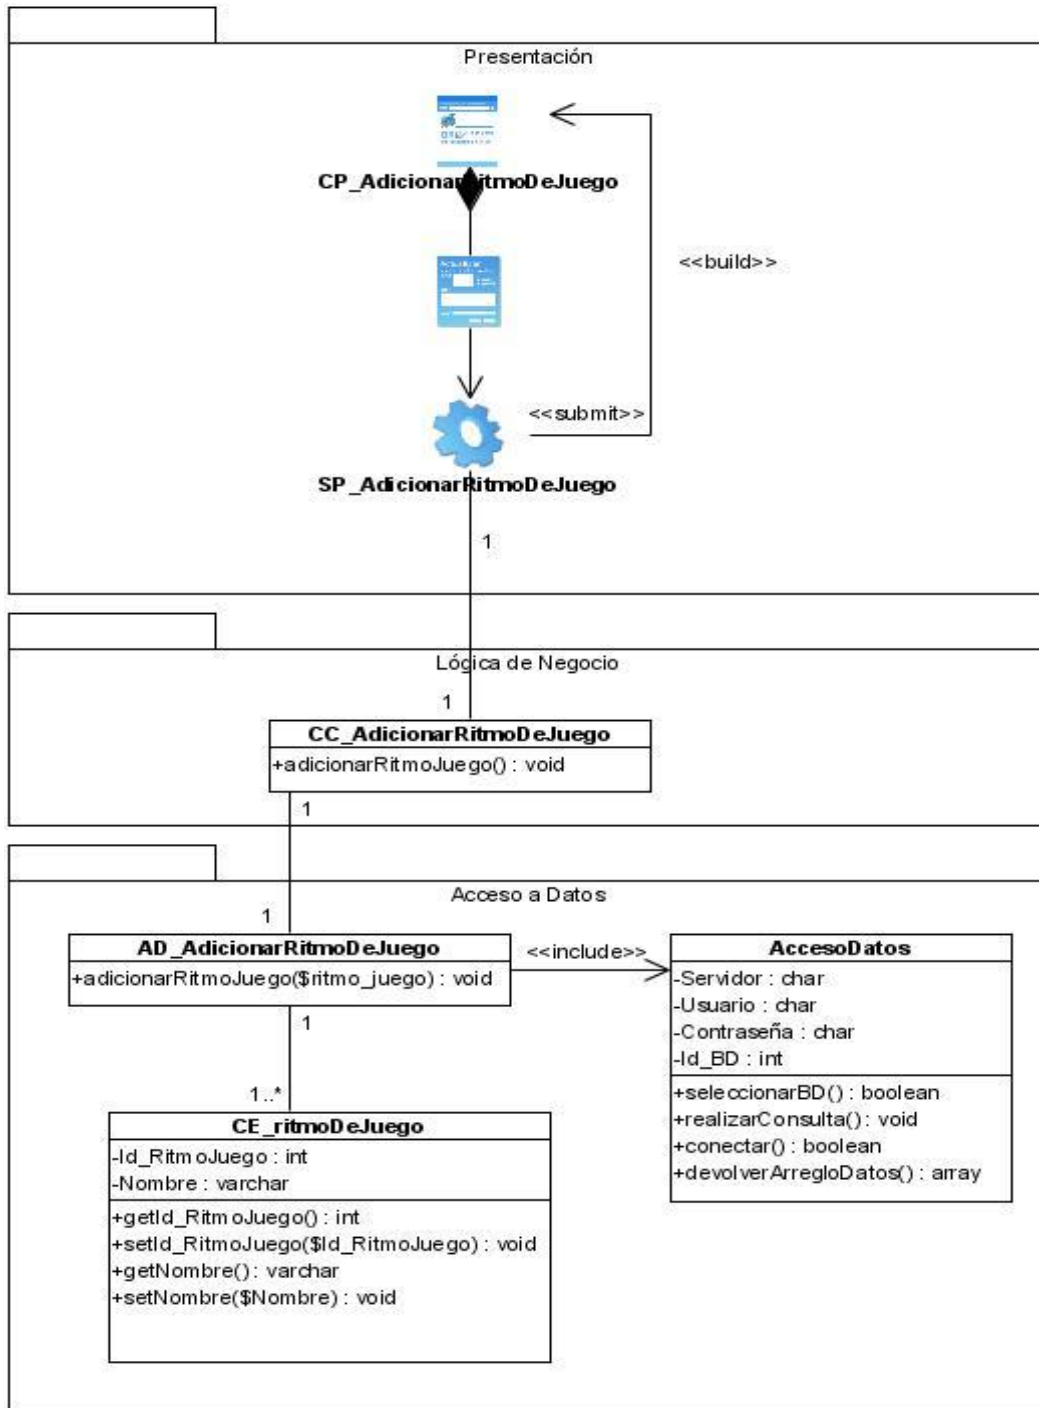 Presentación
CP_AdicionarRitmoDeJuego
<<build>>
<<submit>>
SP_AdicionarRitmoDeJuego
1
Lógica de Negocio
1
CC_AdicionarRitmoDeJuego
+adicionarRitmoJuego() : void
1
Acceso a Datos
1
AD_AdicionarRitmoDeJuego
+adicionarRitmoJuego($ritmo_juego) : void
<<include>>
AccesoDatos
-Servidor : char
-Usuario : char
-Contraseña : char
-Id_BD : int
+seleccionarBD() : boolean
+realizarConsulta() : void
+conectar() : boolean
+devolverArregloDatos() : array
1
1..*
CE_ritmoDeJuego
-Id_RitmoJuego : int
-Nombre : varchar
+getId_RitmoJuego() : int
+setId_RitmoJuego($Id_RitmoJuego) : void
+getNombre() : varchar
+setNombre($Nombre) : void